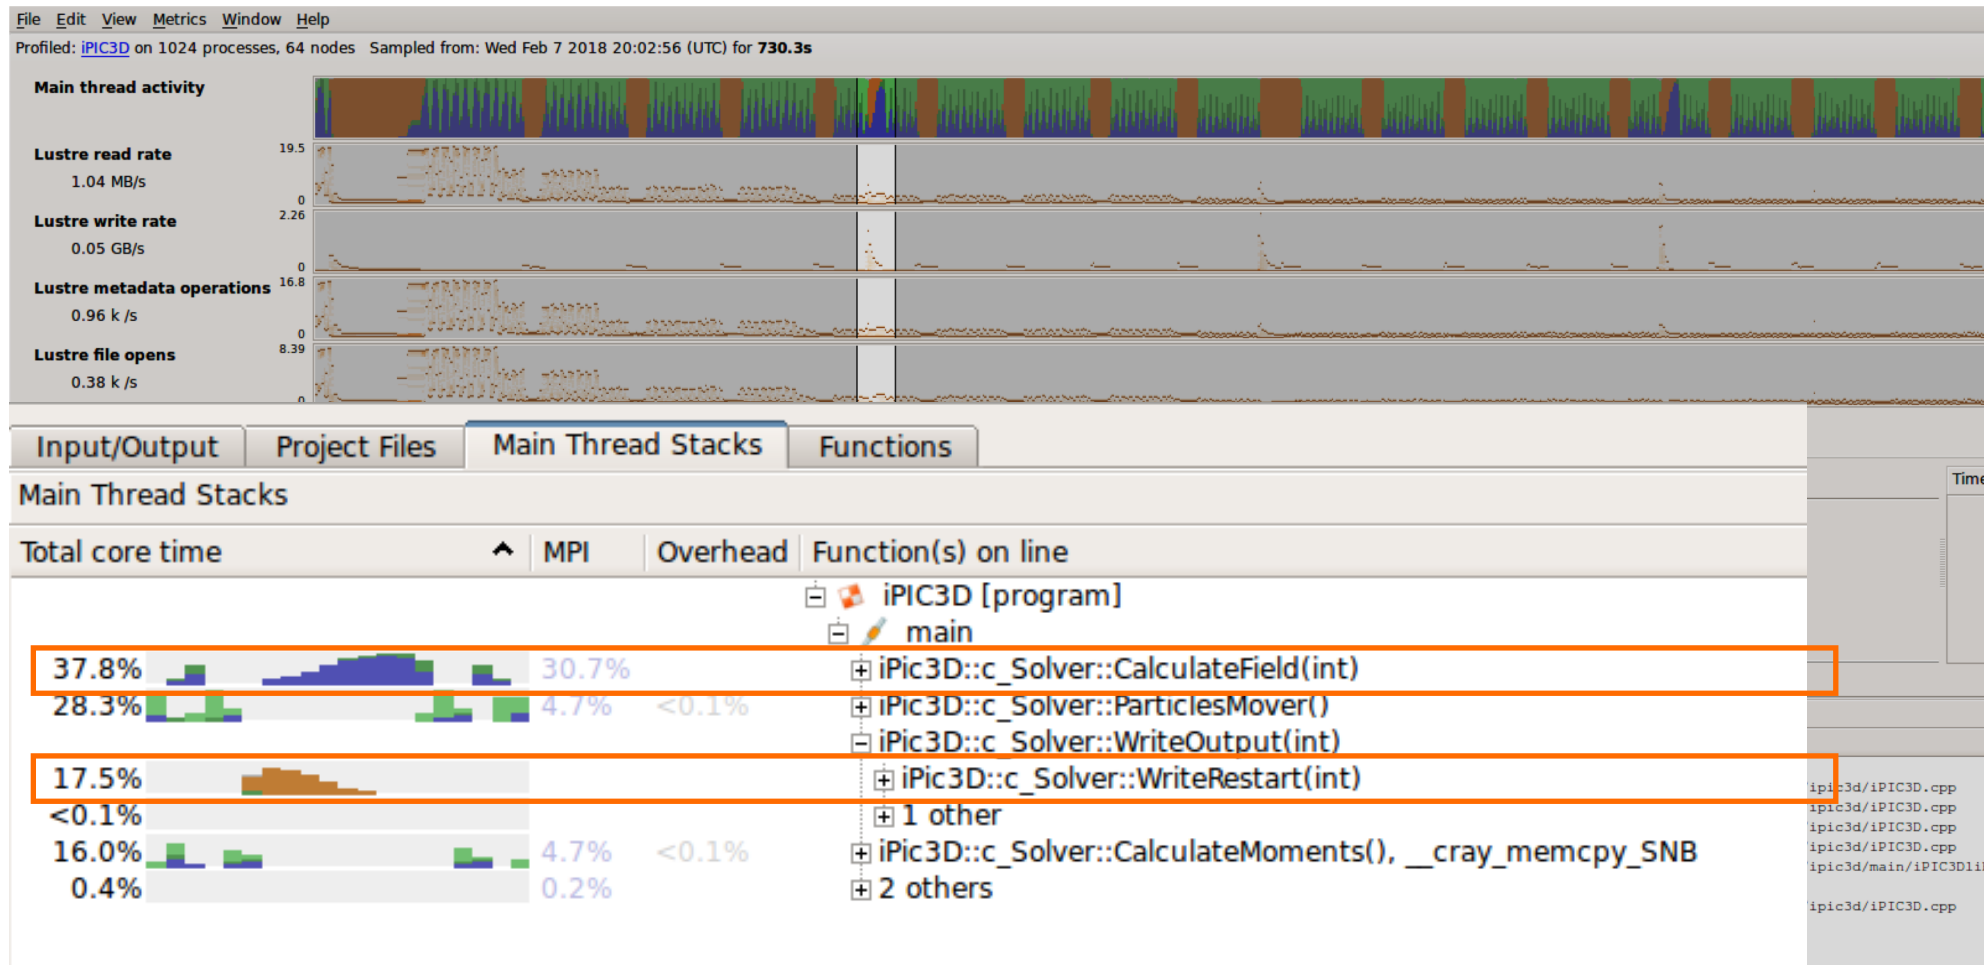 File Edit View Metrics Window Help
Profiled: iPIC3D on 1024 processes, 64 nodes Sampled from: Wed Feb 7 2018 20:02:56 (UTC) for 730.3s
Main thread activity
Lustre read rate 19.5
1.04 MB/s
0
Lustre write rate 2.26
0.05 GB/s
0
Lustre metadata operations 16.8
0.96 k /s
0
Lustre file opens 8.39
0.38 k /s
0
Input/Output Project Files Main Thread Stacks Functions
Main Thread Stacks
Time
Total core time MPI Overhead Function(s) on line
iPIC3D [program]
main
37.8% 30.7% iPic3D::c_Solver::CalculateField(int)
28.3% 4.7% <0.1% iPic3D::c_Solver::ParticlesMover()
iPic3D::c_Solver::WriteOutput(int)
17.5% iPic3D::c_Solver::WriteRestart(int)
<0.1% 1 other
16.0% 4.7% <0.1% iPic3D::c_Solver::CalculateMoments(), __cray_memcpy_SNB
0.4% 0.2% 2 others
ipic3d/iPIC3D.cpp
ipic3d/iPIC3D.cpp
ipic3d/iPIC3D.cpp
ipic3d/iPIC3D.cpp
ipic3d/main/iPIC3Dli
ipic3d/iPIC3D.cpp